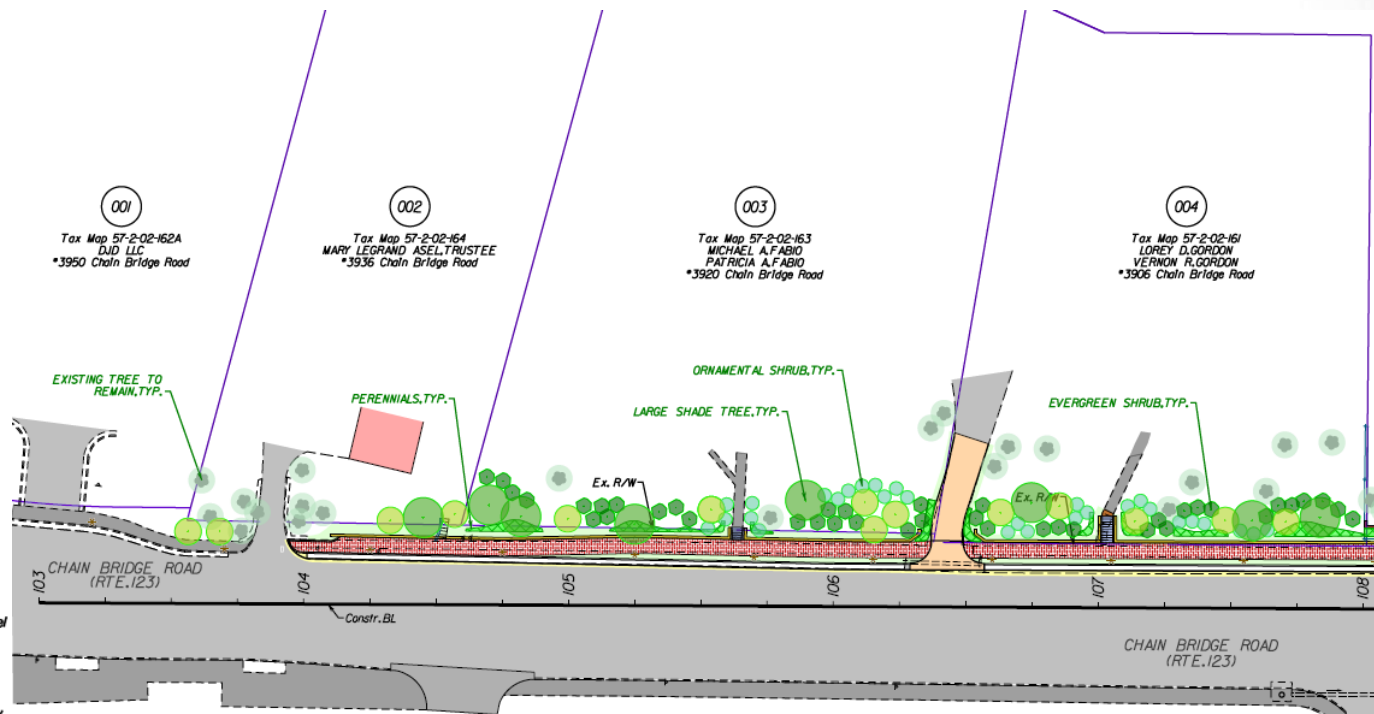 001
Tax Map 57-2-02-162A
DJD LLC
*3950 Chain Bridge Road
002
Tax Map 57-2-02-164
MARY LEGRAND ASEL,TRUSTEE
*3936 Chain Bridge Road
003
Tax Map 57-2-02-163
MICHAEL A.FABIO
PATRICIA A.FABIO
*3920 Chain Bridge Road
004
Tax Map 57-2-02-161
LOREY D.GORDON
VERNON R.GORDON
*3906 Chain Bridge Road
EXISTING TREE TO
REMAIN,TYP.
PERENNIALS,TYP.
ORNAMENTAL SHRUB,TYP.
LARGE SHADE TREE,TYP.
EVERGREEN SHRUB,TYP.
Ex. R/W
Ex. R/W
CHAIN BRIDGE ROAD
(RTE.123)
103
104
105
106
107
108
Constr.BL
CHAIN BRIDGE ROAD
(RTE.123)